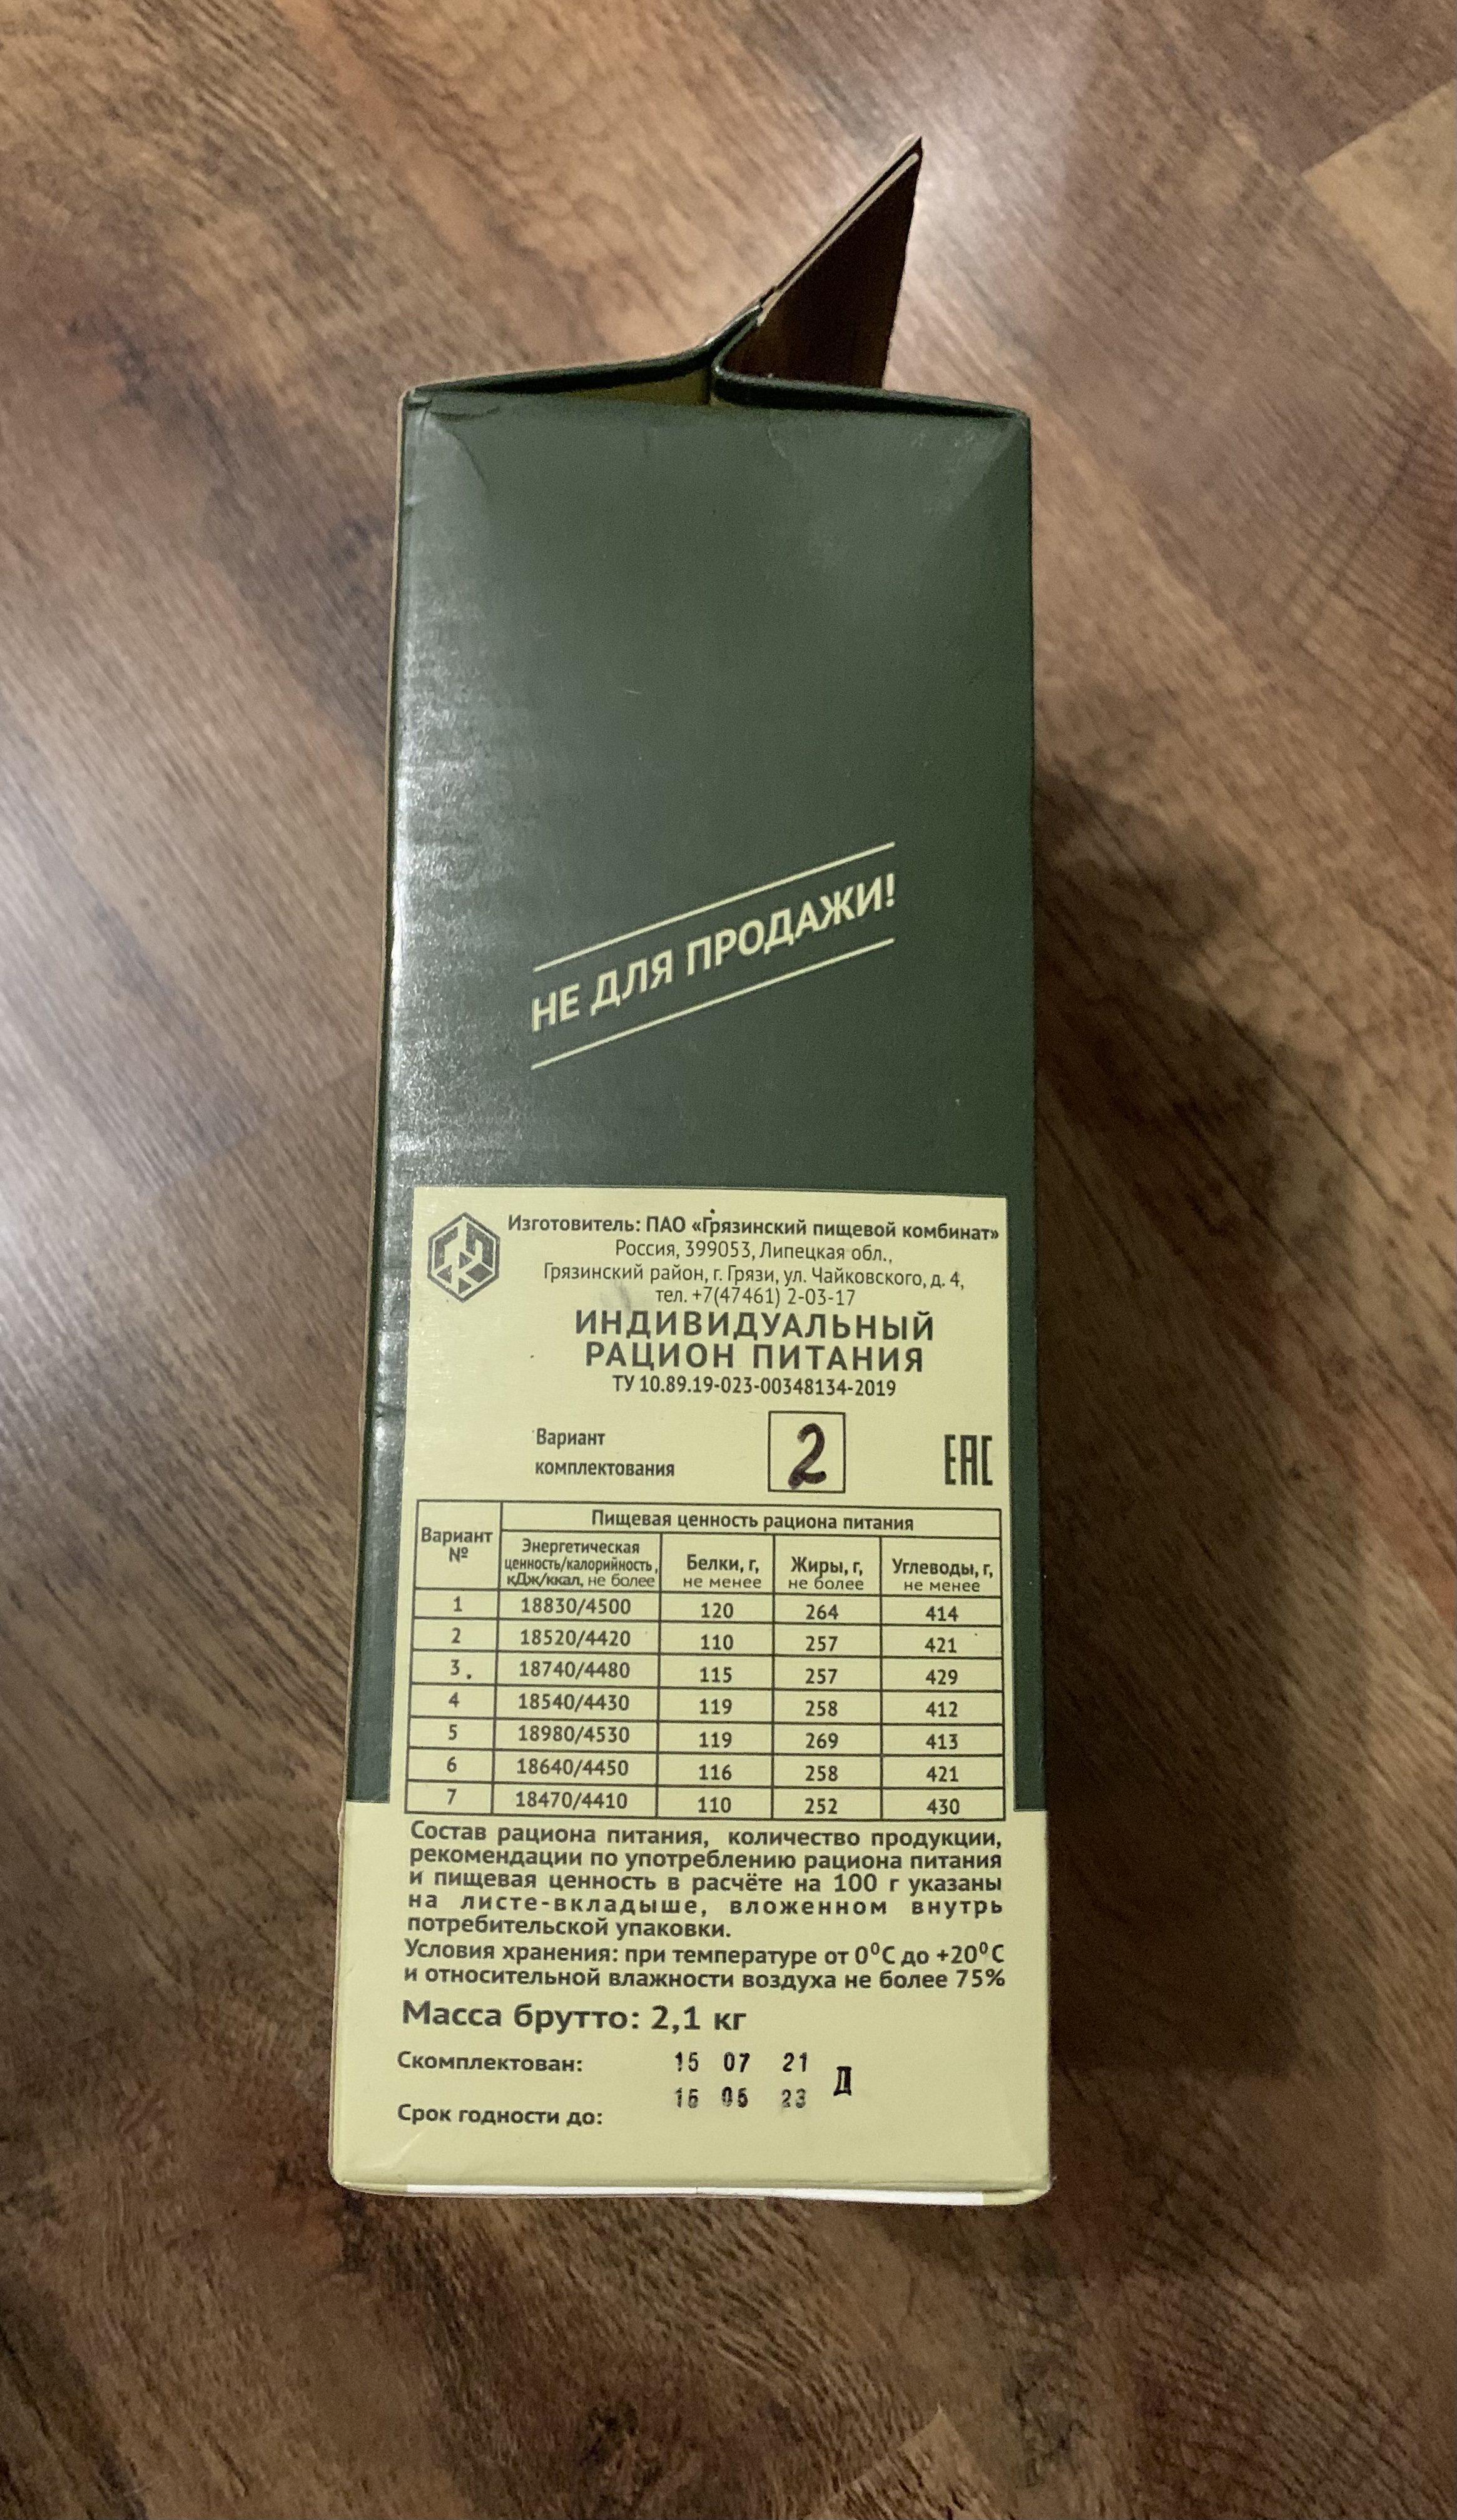 НЕ ДЛЯ ПРОДАЖИ!
Изготовитель: ПАО «Грязинский пищевой комбинат»
Россия, 399053, Липецкая обл.,
Грязинский район, г. Грязи, ул. Чайковского, д. 4,
тел. +7(47461) 2-03-17
ИНДИВИДУАЛЬНЫЙ
РАЦИОН ПИТАНИЯ
ТУ 10.89.19-023-00348134-2019
Вариант
комплектования
2
EAC
Вариант №
Пищевая ценность рациона питания
Энергетическая ценность/калорийность, кДж/ккал, не более
Белки, г, не менее
Жиры, г, не более
Углеводы, г, не менее
1 18830/4500 120 264 414
2 18520/4420 110 257 421
3 18740/4480 115 257 429
4 18540/4430 119 258 412
5 18980/4530 119 269 413
6 18640/4450 116 258 421
7 18470/4410 110 252 430
Состав рациона питания, количество продукции,
рекомендации по употреблению рациона питания
и пищевая ценность в расчёте на 100 г указаны
на листе-вкладыше, вложенном внутрь
потребительской упаковки.
Условия хранения: при температуре от 0⁰С до +20⁰С
и относительной влажности воздуха не более 75%
Масса брутто: 2,1 кг
Скомплектован: 15 07 21 Д
Срок годности до: 23